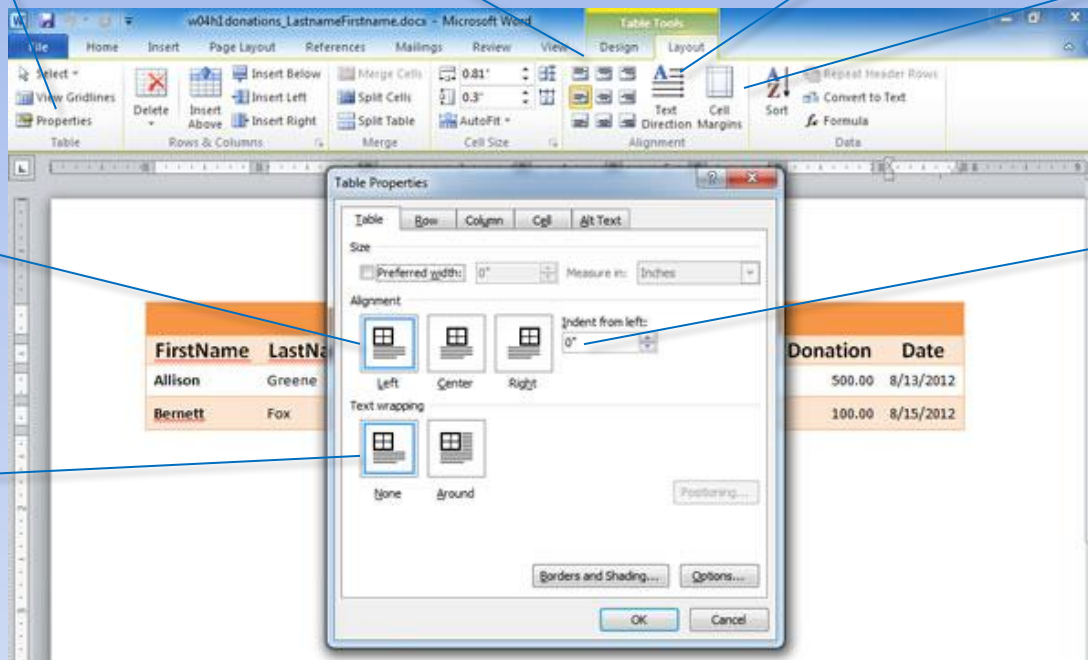 w04h1donations_LastnameFirstname.docx - Microsoft Word
Table Tools
File Home Insert Page Layout References Mailings Review View Design Layout
Select
View Gridlines
Properties
Table
Delete
Insert Above
Insert Below
Insert Left
Insert Right
Rows & Columns
Merge Cells
Split Cells
Split Table
Merge
0.81"
0.3"
AutoFit
Cell Size
Text Direction
Cell Margins
Alignment
Sort
Repeat Header Rows
Convert to Text
Formula
Data
Table Properties
Table Row Column Cell Alt Text
Size
Preferred width: 0" Measure in: Inches
Alignment
Indent from left:
0"
Left Center Right
Text wrapping
None Around
Positioning...
Borders and Shading... Options...
OK Cancel
FirstName LastNa Donation Date
Allison Greene 500.00 8/13/2012
Bernett Fox 100.00 8/15/2012